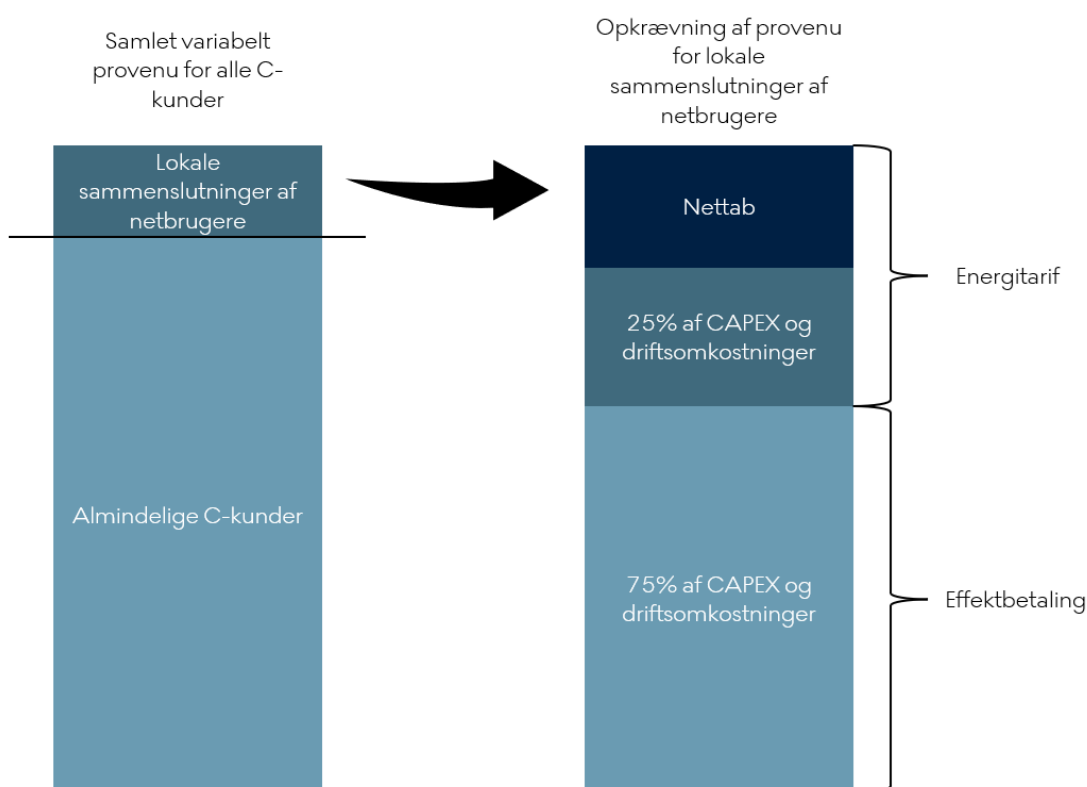 Samlet variabelt
provenu for alle C-
kunder
Lokale
sammenslutninger af
netbrugere
Almindelige C-kunder
Opkrævning af provenu
for lokale
sammenslutninger af
netbrugere
Nettab
25% af CAPEX og
driftsomkostninger
75% af CAPEX og
driftsomkostninger
Energitarif
Effektbetaling